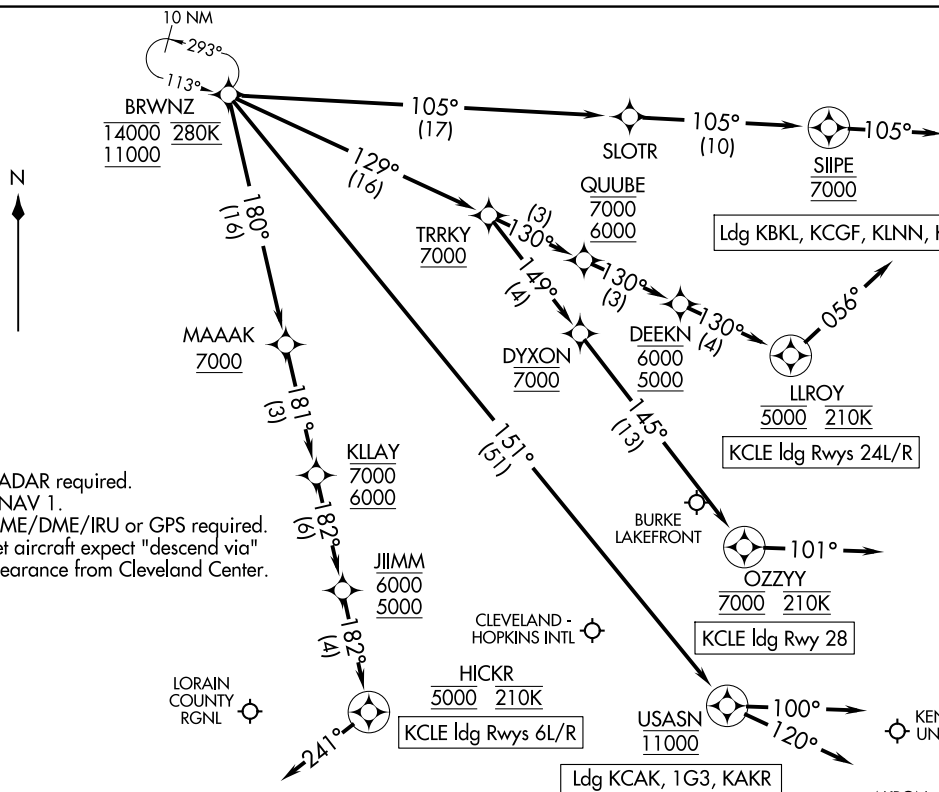 10 NM
293°
113°
BRWNZ
14000 280K
11000
105°
(17)
SLOTR
105°
(10)
SIIPE
7000
105°
Ldg KBKL, KCGF, KLNN,
N
129°
(16)
TRRKY
7000
(3)
130°
QUUBE
7000
6000
130°
(3)
DEEKN
6000
5000
130°
(4)
LLROY
5000 210K
056°
KCLE ldg Rwys 24L/R
180°
(16)
MAAAK
7000
181°
(3)
KLLAY
7000
6000
182°
(6)
JIIMM
6000
5000
182°
(4)
HICKR
5000 210K
241°
KCLE ldg Rwys 6L/R
149°
(4)
DYXON
7000
145°
(13)
OZZYY
7000 210K
101°
KCLE ldg Rwy 28
151°
(51)
USASN
11000
100°
120°
Ldg KCAK, 1G3, KAKR
ADAR required.
NAV 1.
ME/DME/IRU or GPS required.
et aircraft expect "descend via"
earance from Cleveland Center.
BURKE
LAKEFRONT
CLEVELAND -
HOPKINS INTL
LORAIN
COUNTY
RGNL
KEN
UN